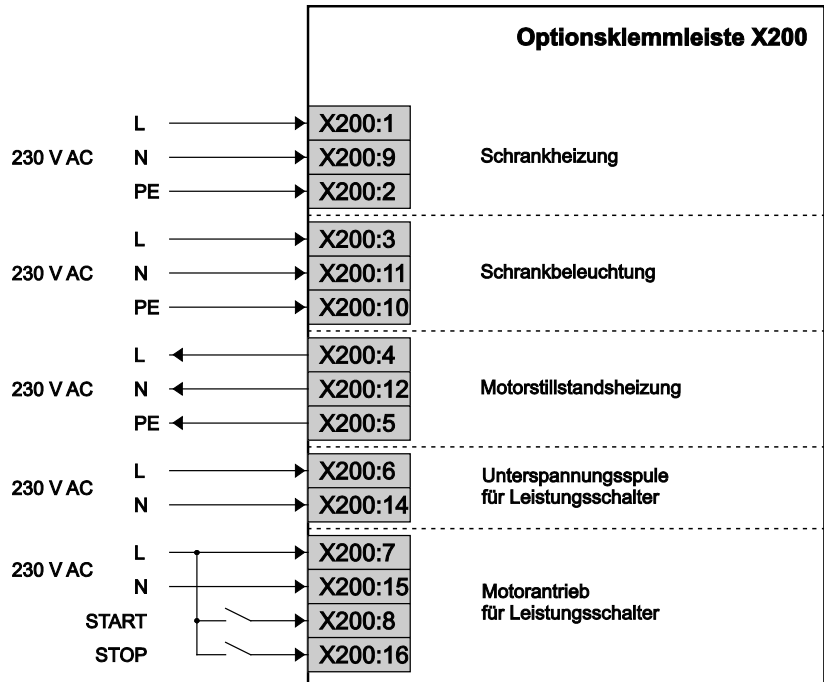 Optionsklemmleiste X200
L X200:1
230 V AC N X200:9 Schrankheizung
PE X200:2
L X200:3
230 V AC N X200:11 Schrankbeleuchtung
PE X200:10
L X200:4
230 V AC N X200:12 Motorstillstandsheizung
PE X200:5
L X200:6
230 V AC
Unterspannungsspule
für Leistungsschalter
N X200:14
L X200:7
230 V AC
N X200:15
Motorantrieb
für Leistungsschalter
START X200:8
STOP X200:16